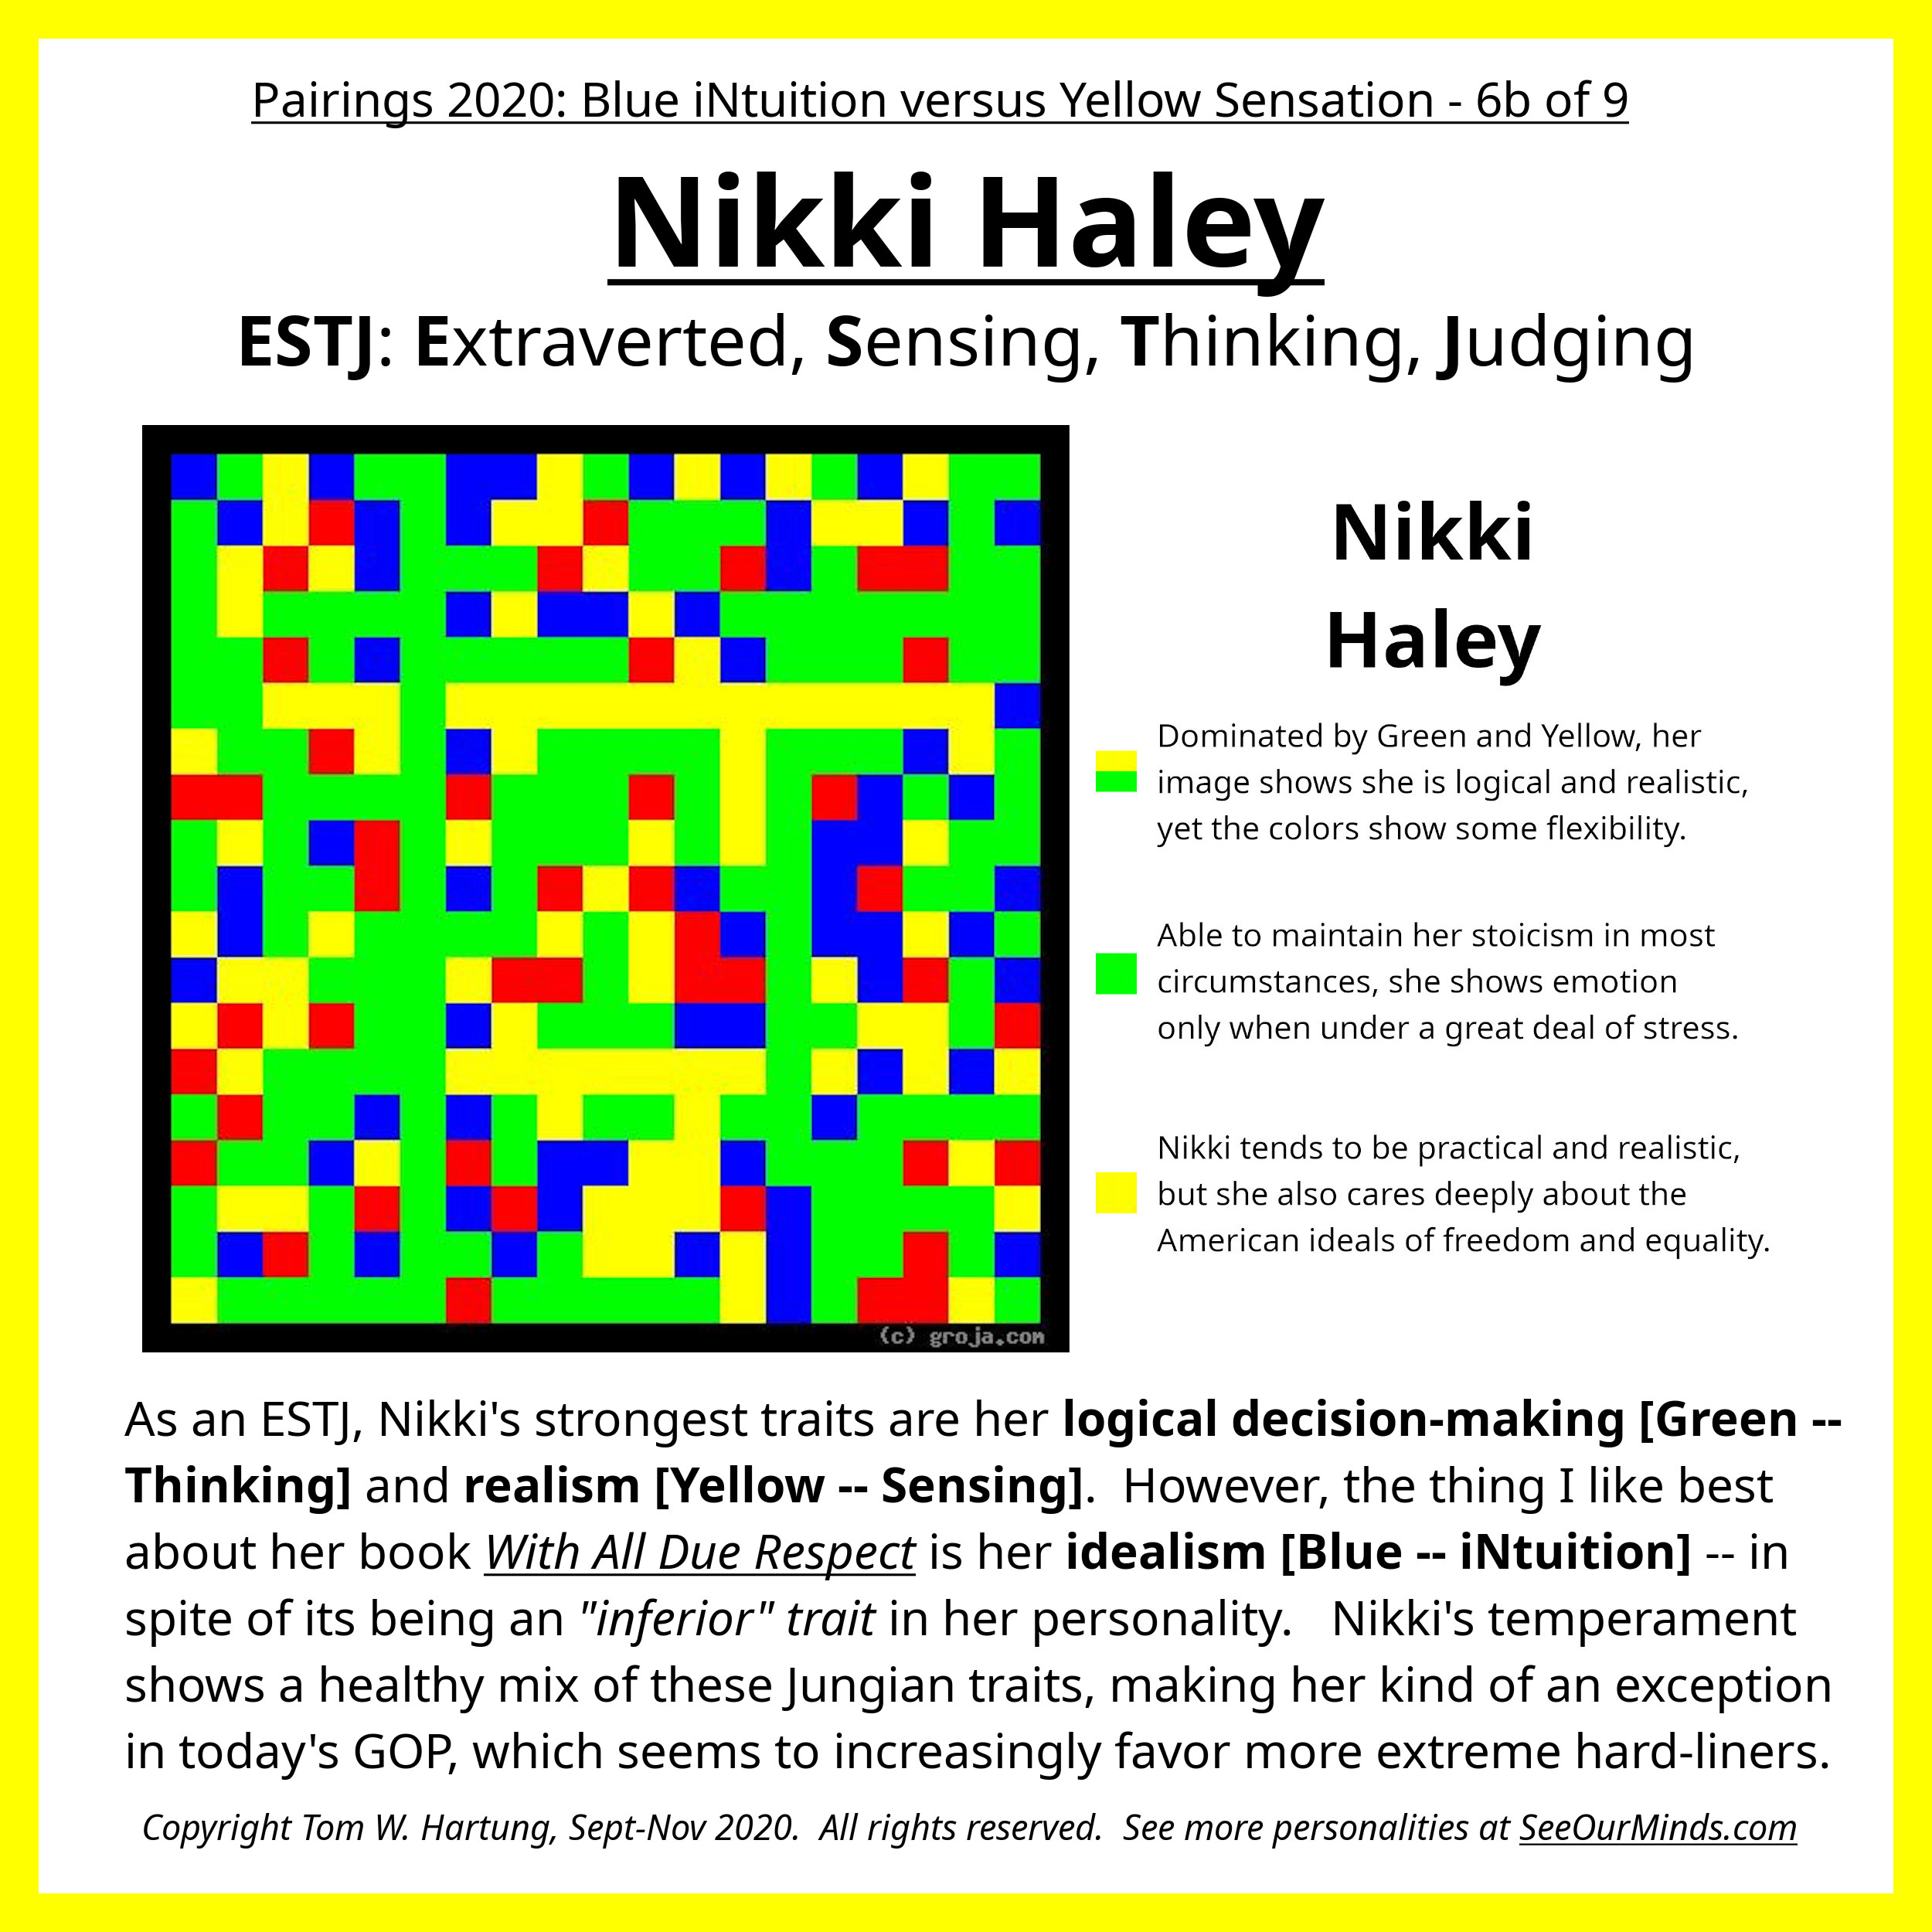 Pairings 2020: Blue iNtuition versus Yellow Sensation - 6b of 9
Nikki Haley
ESTJ: Extraverted, Sensing, Thinking, Judging
Nikki
Haley
Dominated by Green and Yellow, her
image shows she is logical and realistic,
yet the colors show some flexibility.
Able to maintain her stoicism in most
circumstances, she shows emotion
only when under a great deal of stress.
Nikki tends to be practical and realistic,
but she also cares deeply about the
American ideals of freedom and equality.
(c) groja.com
As an ESTJ, Nikki's strongest traits are her logical decision-making [Green --
Thinking] and realism [Yellow -- Sensing].  However, the thing I like best
about her book With All Due Respect is her idealism [Blue -- iNtuition] -- in
spite of its being an "inferior" trait in her personality.   Nikki's temperament
shows a healthy mix of these Jungian traits, making her kind of an exception
in today's GOP, which seems to increasingly favor more extreme hard-liners.
Copyright Tom W. Hartung, Sept-Nov 2020.  All rights reserved.  See more personalities at SeeOurMinds.com